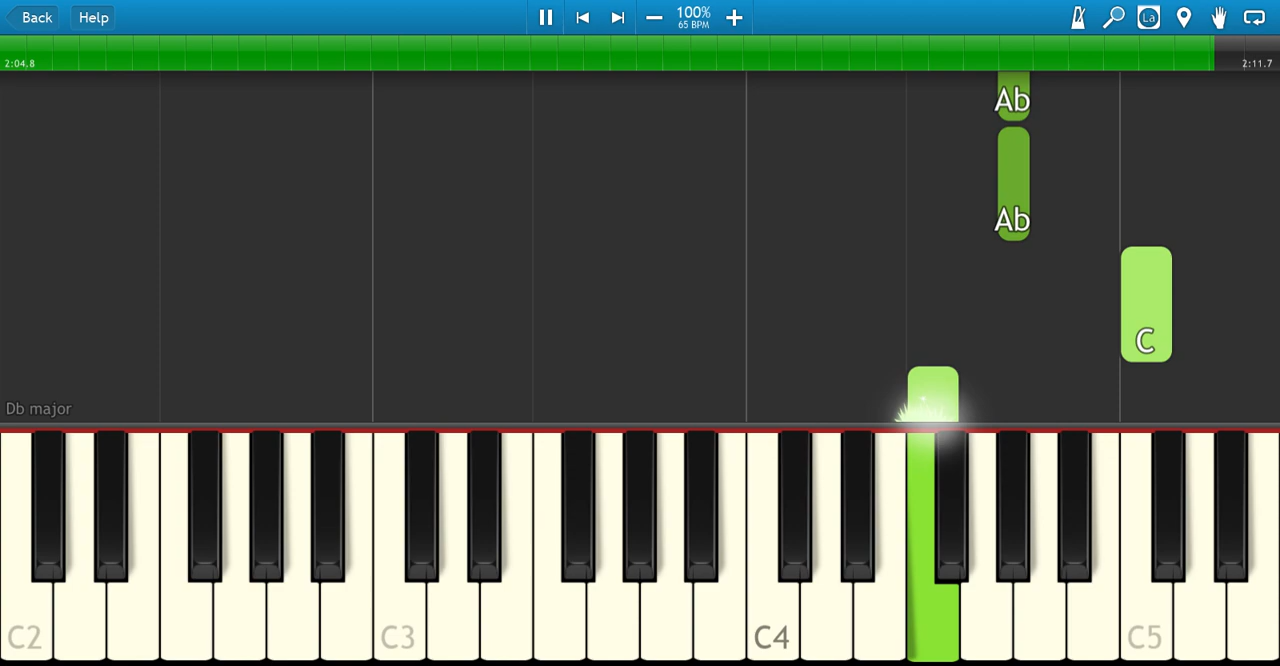 Back Help 100% La
65 BPM
2:04.8 2:11.7
Ab
Ab
C
Db major
C2 C3 C4 C5